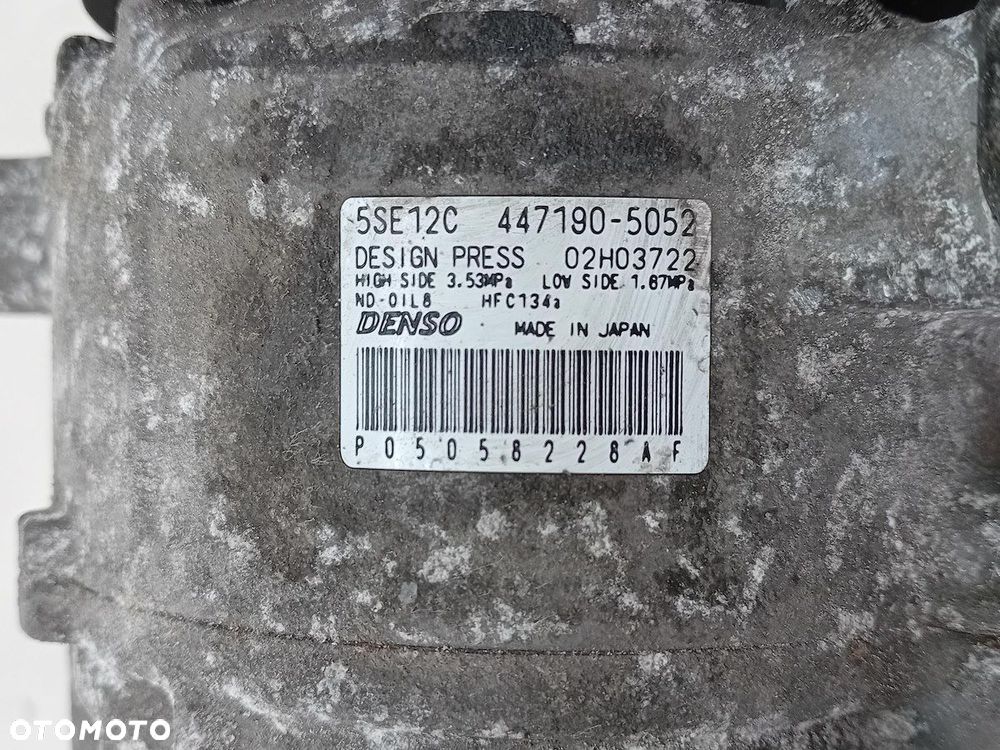 5SE12C 447190-5052
DESIGN PRESS 02H03722
HIGH SIDE 3.53MPa LOW SIDE 1.67MPa
ND-OIL8 HFC134a
DENSO MADE IN JAPAN
P05058228AF
OTOMOTO